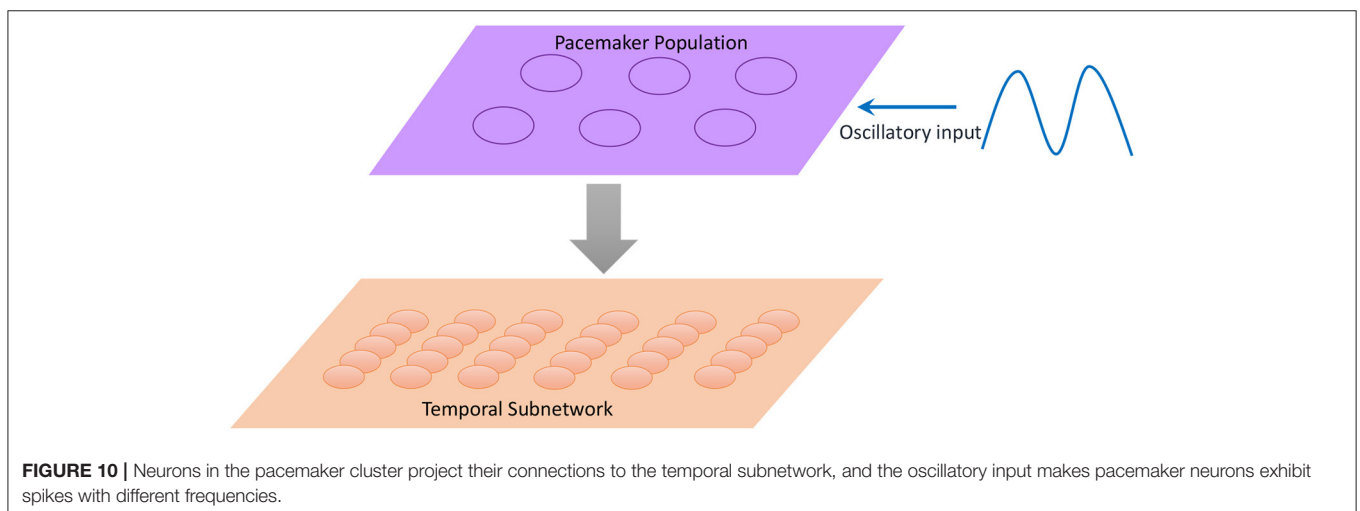 Pacemaker Population
Oscillatory input
Temporal Subnetwork
FIGURE 10 | Neurons in the pacemaker cluster project their connections to the temporal subnetwork, and the oscillatory input makes pacemaker neurons exhibit
spikes with different frequencies.